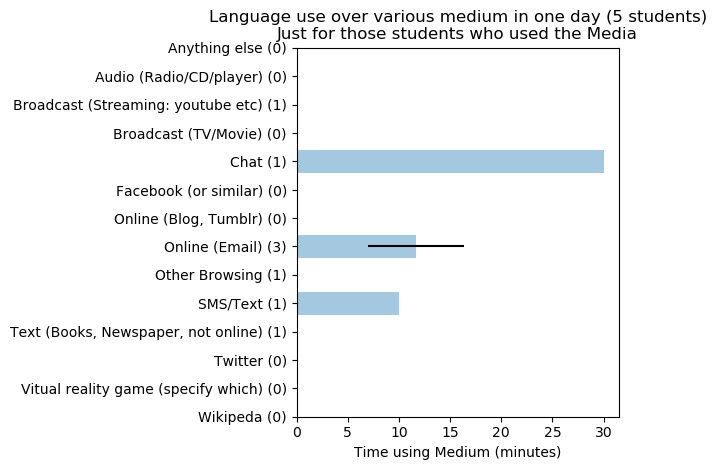 Language use over various medium in one day (5 students)
Just for those students who used the Media
Anything else (0)
Audio (Radio/CD/player) (0)
Broadcast (Streaming: youtube etc) (1)
Broadcast (TV/Movie) (0)
Chat (1)
Facebook (or similar) (0)
Online (Blog, Tumblr) (0)
Online (Email) (3)
Other Browsing (1)
SMS/Text (1)
Text (Books, Newspaper, not online) (1)
Twitter (0)
Vitual reality game (specify which) (0)
Wikipeda (0)
0 5 10 15 20 25 30
Time using Medium (minutes)